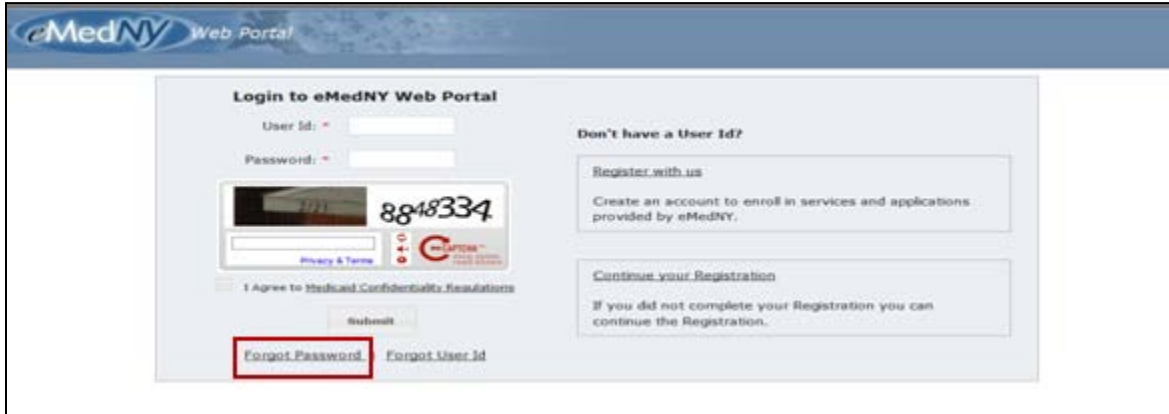 eMedNY Web Portal
Login to eMedNY Web Portal
User Id: *
Password: *
8848334
Privacy & Terms
I Agree to Medicaid Confidentiality Regulations
Submit
Forgot Password | Forgot User Id
Don't have a User Id?
Register with us
Create an account to enroll in services and applications
provided by eMedNY.
Continue your Registration
If you did not complete your Registration you can
continue the Registration.